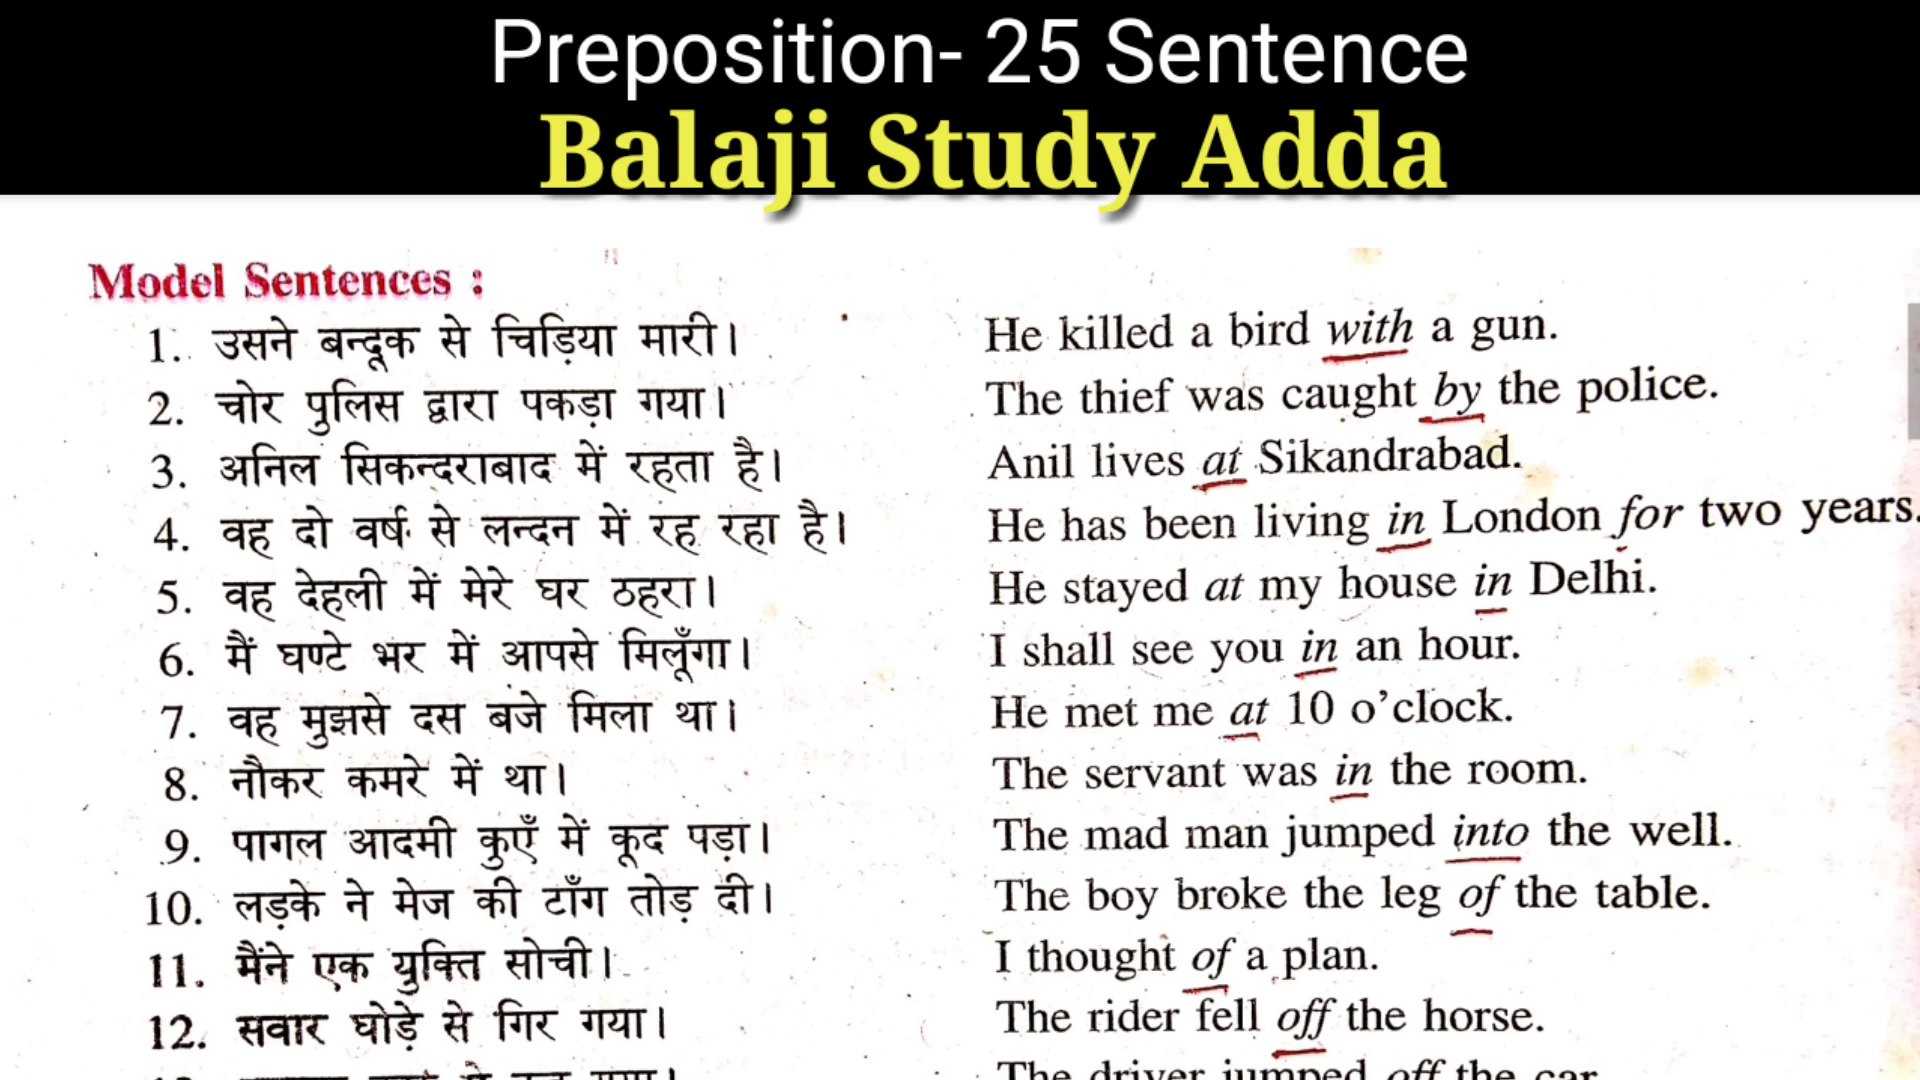 Preposition- 25 Sentence
Balaji Study Adda
Model Sentences :
1. उसने बन्दूक से चिड़िया मारी। He killed a bird with a gun.
2. चोर पुलिस द्वारा पकड़ा गया। The thief was caught by the police.
3. अनिल सिकन्दराबाद में रहता है। Anil lives at Sikandrabad.
4. वह दो वर्ष से लन्दन में रह रहा है। He has been living in London for two years.
5. वह देहली में मेरे घर ठहरा। He stayed at my house in Delhi.
6. मैं घण्टे भर में आपसे मिलूँगा। I shall see you in an hour.
7. वह मुझसे दस बजे मिला था। He met me at 10 o'clock.
8. नौकर कमरे में था। The servant was in the room.
9. पागल आदमी कुएँ में कूद पड़ा। The mad man jumped into the well.
10. लड़के ने मेज की टाँग तोड़ दी। The boy broke the leg of the table.
11. मैंने एक युक्ति सोची। I thought of a plan.
12. सवार घोड़े से गिर गया। The rider fell off the horse.
The driver jumped off the car